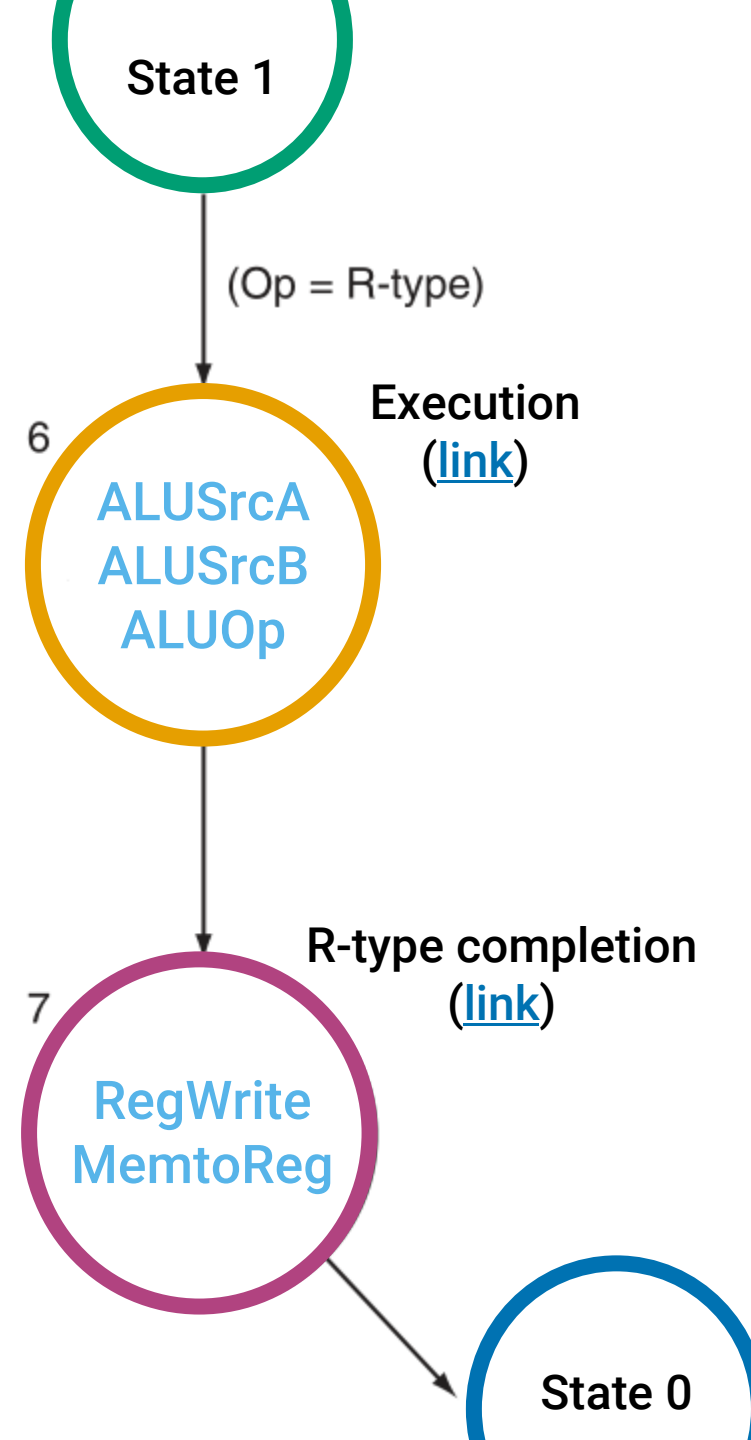 State 1
(Op = R-type)
Execution
(link)
6
ALUSrcA
ALUSrcB
ALUOp
R-type completion
(link)
7
RegWrite
MemtoReg
State 0